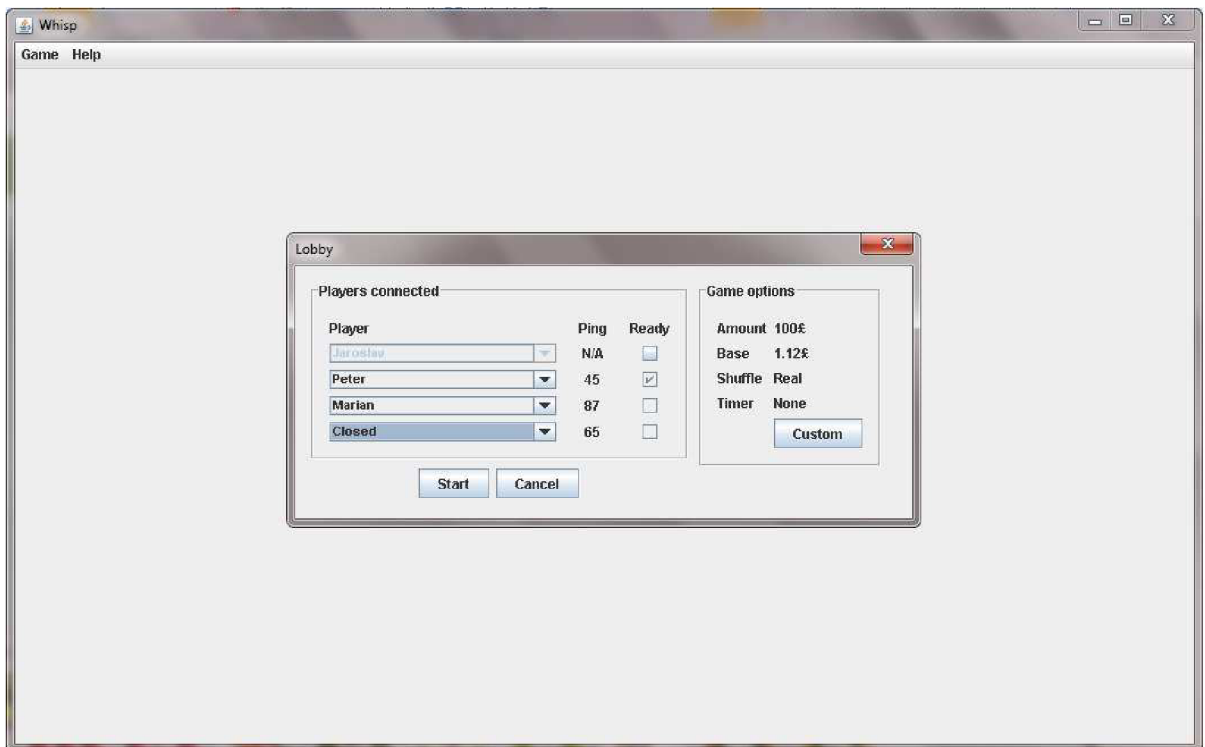 Whisp
Game Help
Lobby
Players connected
Player Ping Ready
Jaroslav N/A
Peter 45
Marian 87
Closed 65
Start Cancel
Game options
Amount 100£
Base 1.12£
Shuffle Real
Timer None
Custom